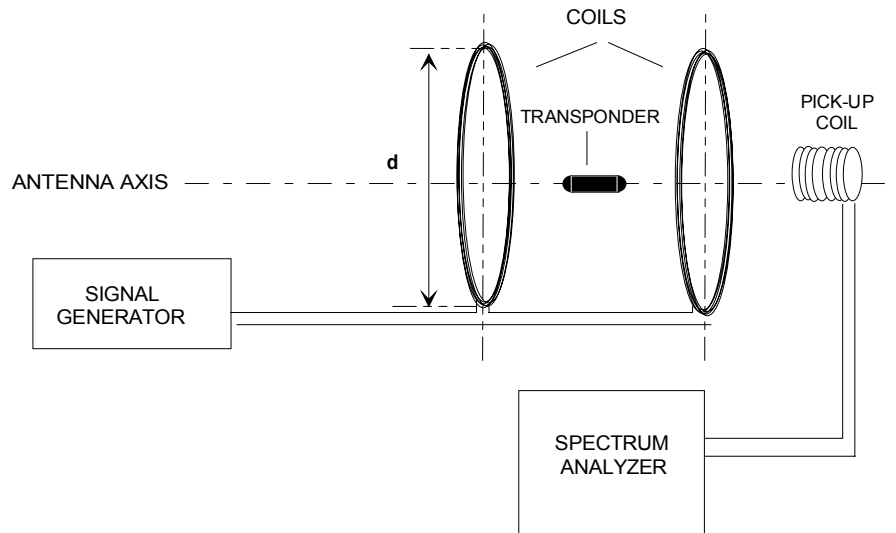 COILS
TRANSPONDER
PICK-UP
COIL
d
ANTENNA AXIS
SIGNAL
GENERATOR
SPECTRUM
ANALYZER